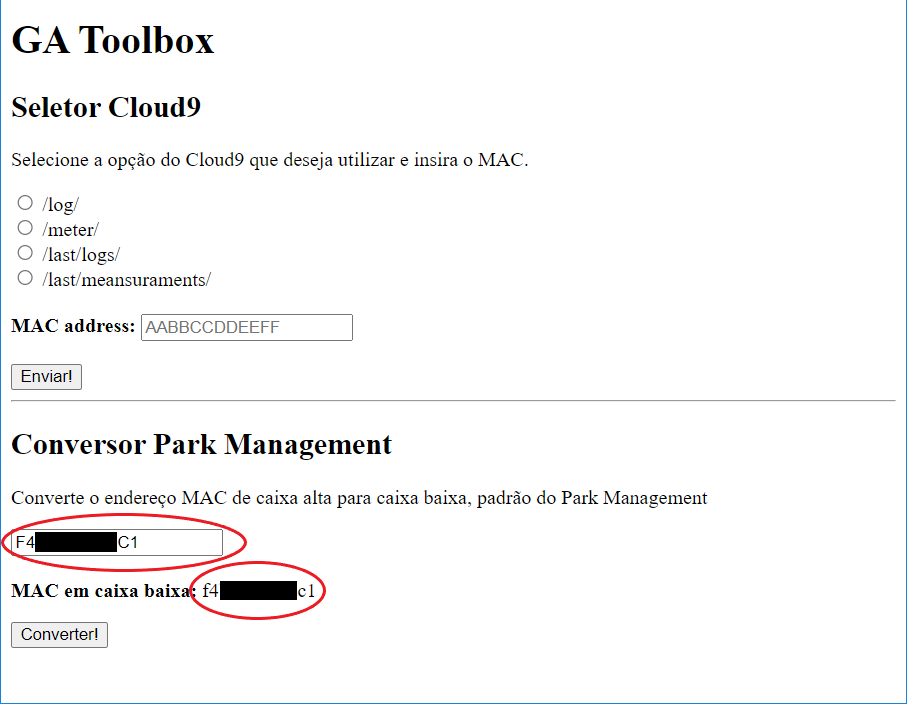 GA Toolbox
Seletor Cloud9
Selecione a opção do Cloud9 que deseja utilizar e insira o MAC.
/log/
/meter/
/last/logs/
/last/meansuraments/
MAC address: AABBCCDDEEFF
Enviar!
Conversor Park Management
Converte o endereço MAC de caixa alta para caixa baixa, padrão do Park Management
F4 C1
MAC em caixa baixa: f4 c1
Converter!